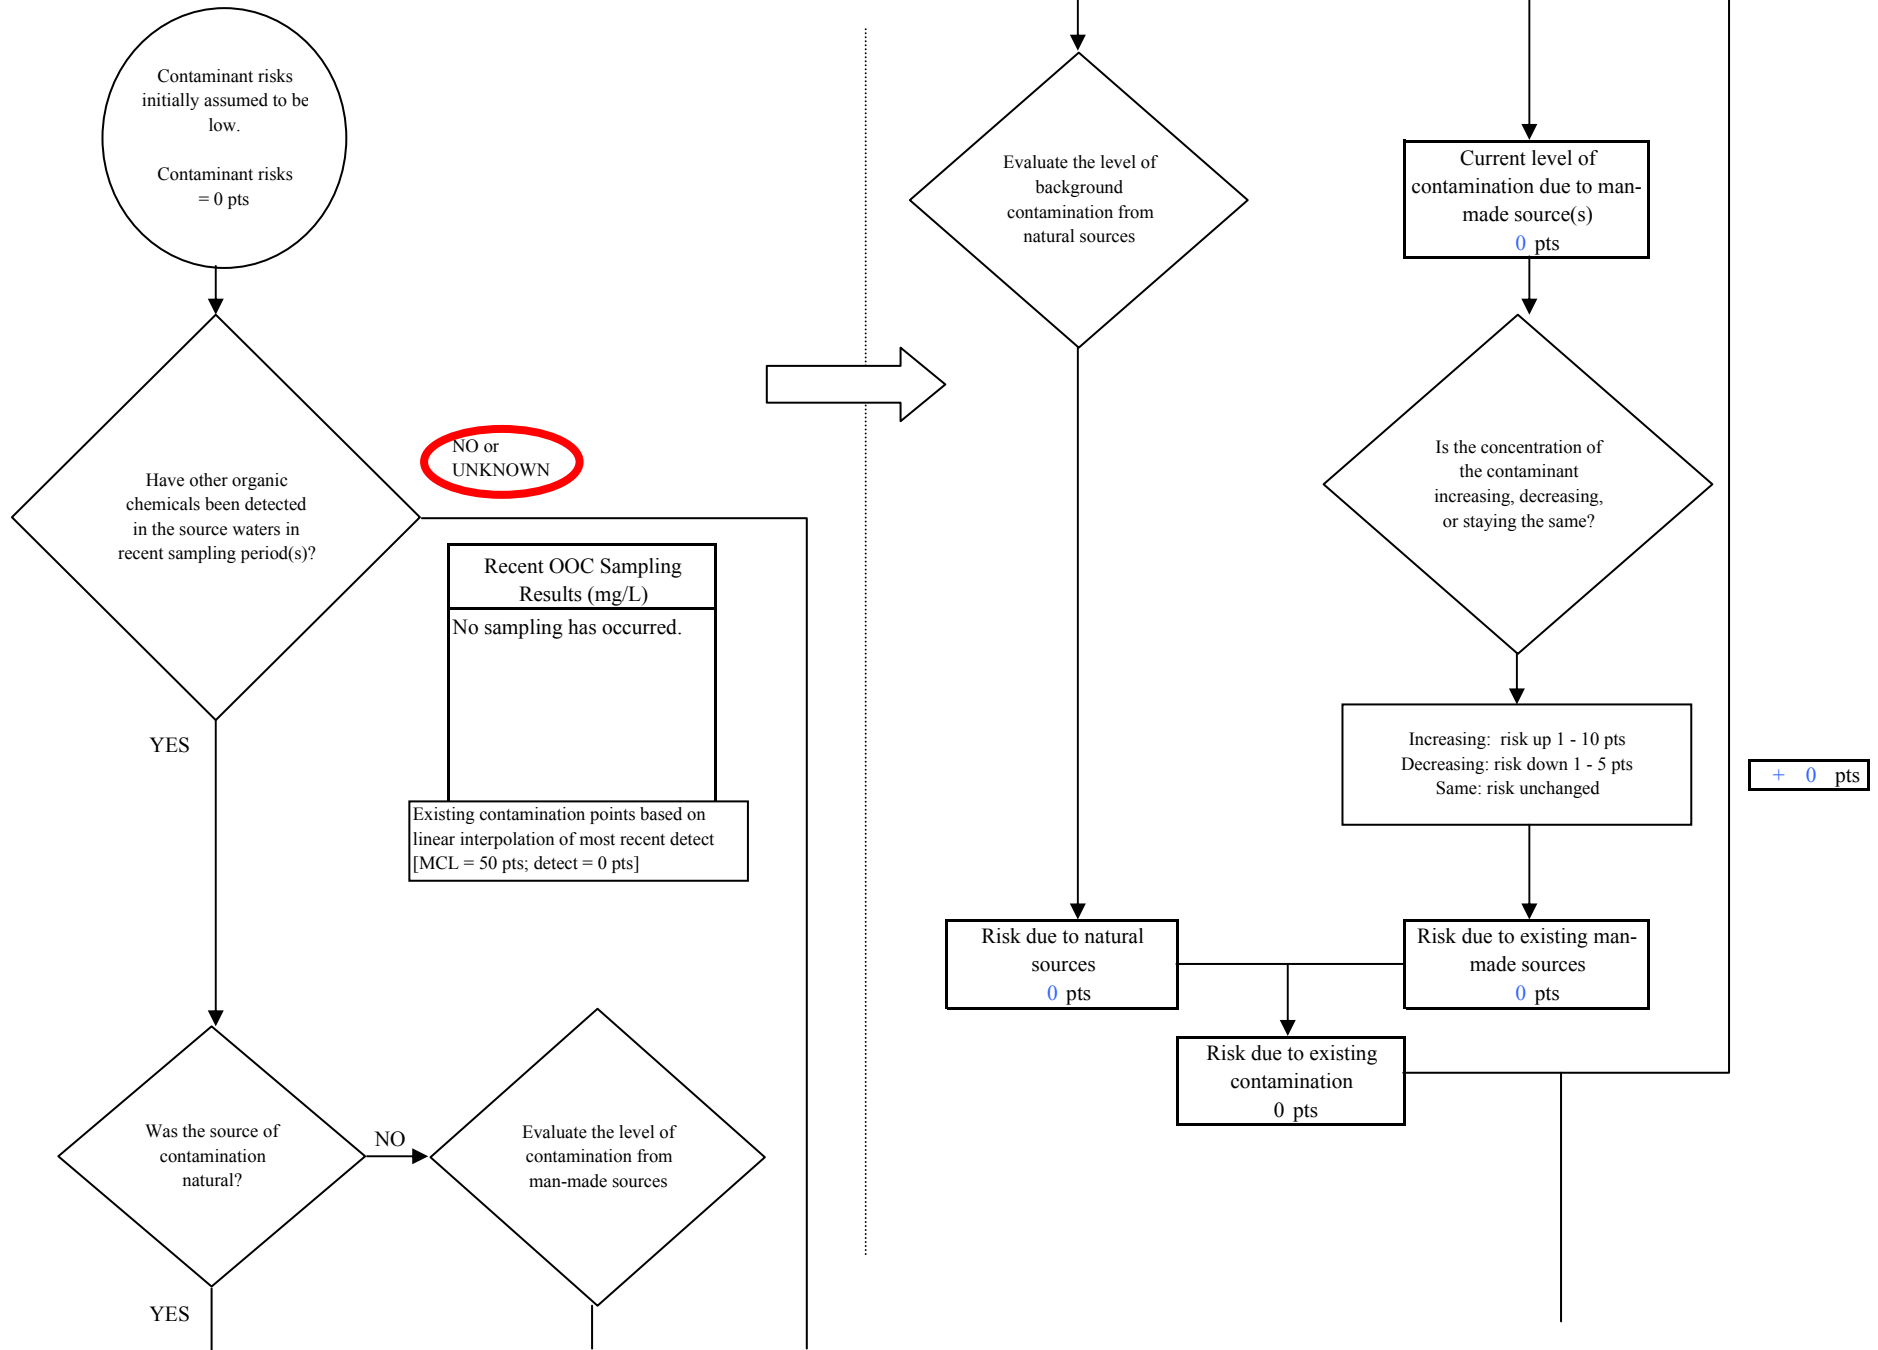 Contaminant risks
initially assumed to be
low.
Contaminant risks
= 0 pts
Have other organic
chemicals been detected
in the source waters in
recent sampling period(s)?
NO or
UNKNOWN
Recent OOC Sampling
Results (mg/L)
No sampling has occurred.
YES
Existing contamination points based on
linear interpolation of most recent detect
[MCL = 50 pts; detect = 0 pts]
Was the source of
contamination
natural?
NO
Evaluate the level of
contamination from
man-made sources
YES
Evaluate the level of
background
contamination from
natural sources
Current level of
contamination due to man-
made source(s)
0 pts
Is the concentration of
the contaminant
increasing, decreasing,
or staying the same?
Increasing: risk up 1 - 10 pts
Decreasing: risk down 1 - 5 pts
Same: risk unchanged
+ 0 pts
Risk due to natural
sources
0 pts
Risk due to existing man-
made sources
0 pts
Risk due to existing
contamination
0 pts